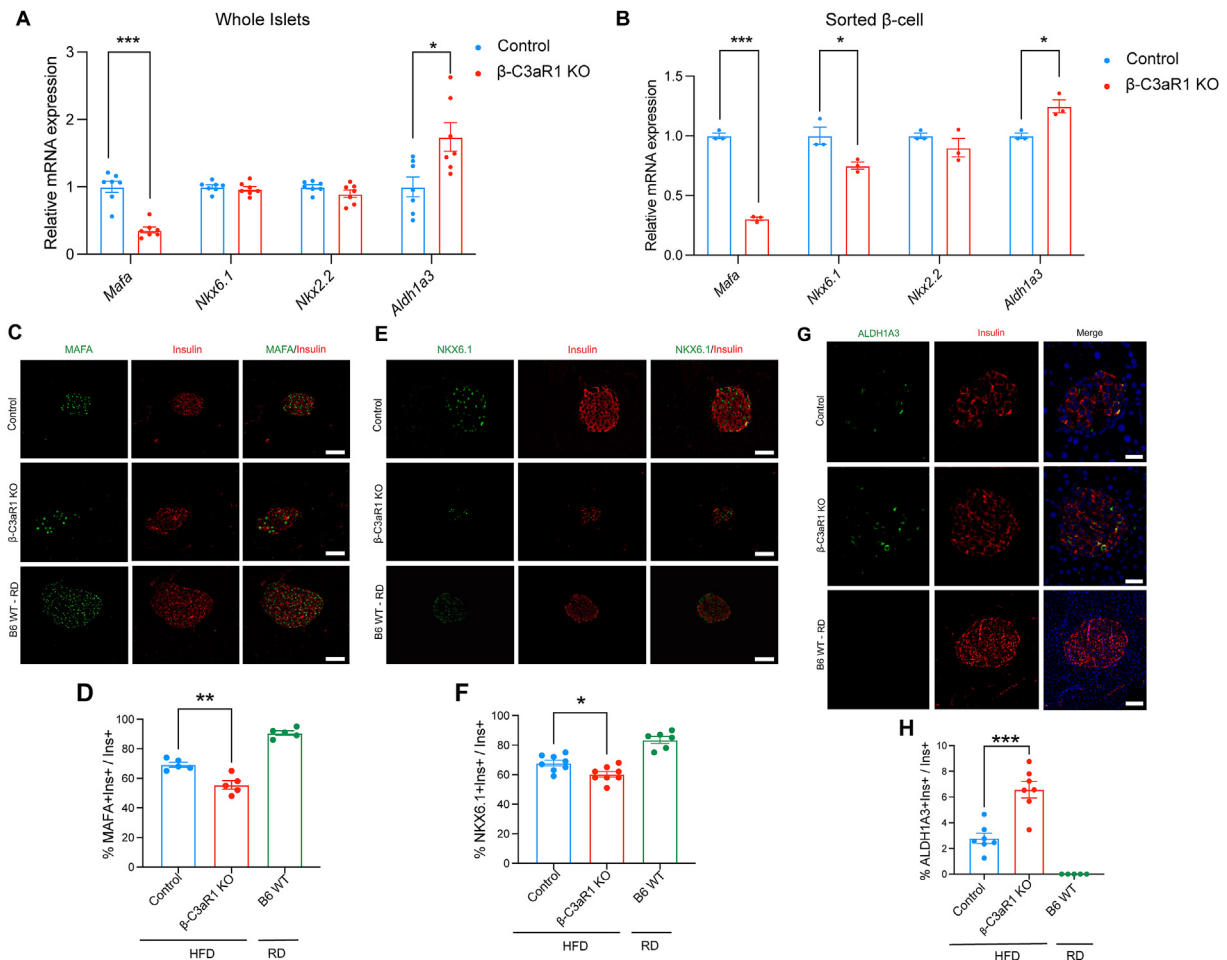 A
Whole Islets
Relative mRNA expression
3
2
1
0
***
*
Control
β-C3aR1 KO
Mafa
Nkx6.1
Nkx2.2
Aldh1a3
B
Sorted β-cell
Relative mRNA expression
1.5
1.0
0.5
0.0
***
*
*
Control
β-C3aR1 KO
Mafa
Nkx6.1
Nkx2.2
Aldh1a3
C
MAFA
Insulin
MAFA/Insulin
Control
β-C3aR1 KO
B6 WT - RD
E
NKX6.1
Insulin
NKX6.1/Insulin
Control
β-C3aR1 KO
B6 WT - RD
G
ALDH1A3
Insulin
Merge
Control
β-C3aR1 KO
B6 WT - RD
D
% MAFA+Ins+ / Ins+
100
80
60
40
20
0
**
Control
β-C3aR1 KO
B6 WT
HFD
RD
F
% NKX6.1+Ins+ / Ins+
100
80
60
40
20
0
*
Control
β-C3aR1 KO
B6 WT
HFD
RD
H
% ALDH1A3+Ins+ / Ins+
10
8
6
4
2
0
***
Control
β-C3aR1 KO
B6 WT
HFD
RD